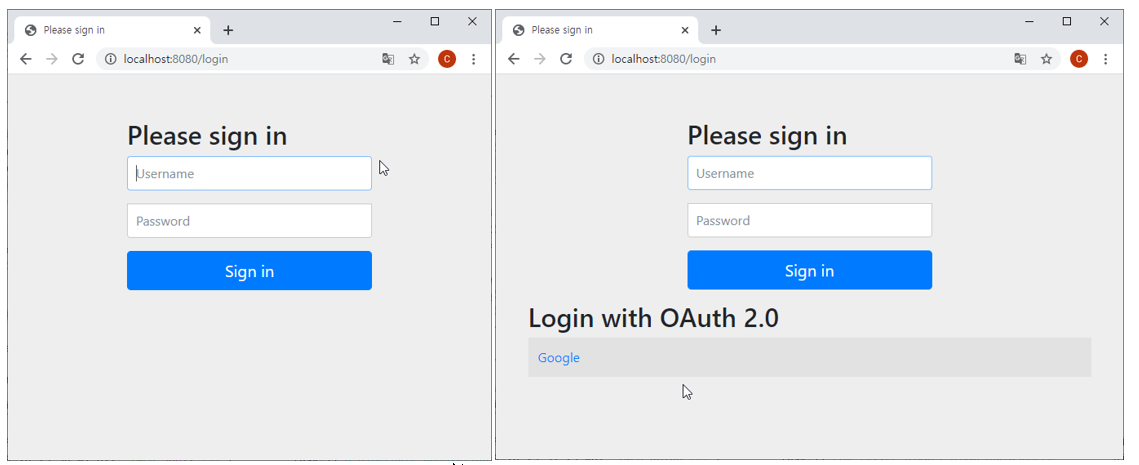 Please sign in
localhost:8080/login
C
Please sign in
Username
Password
Sign in
Please sign in
localhost:8080/login
C
Please sign in
Username
Password
Sign in
Login with OAuth 2.0
Google